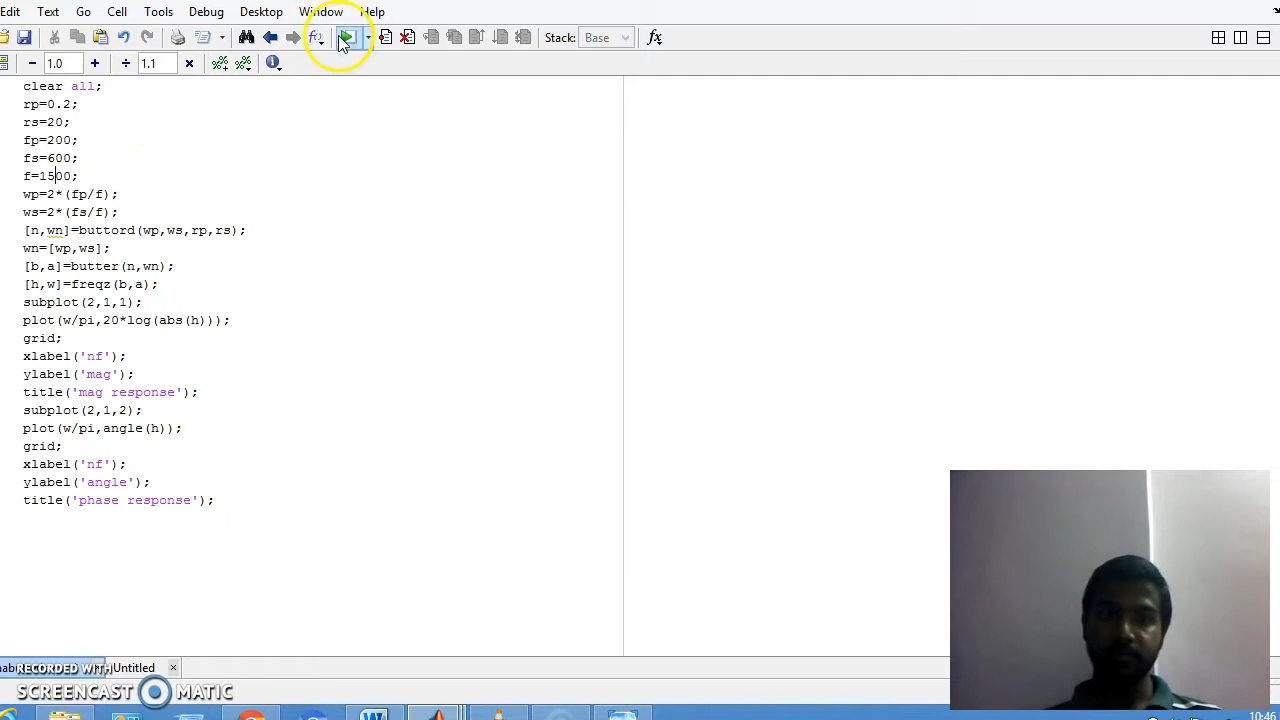 Edit Text Go Cell Tools Debug Desktop Window Help
Stack: Base fx
1.0 1.1
clear all;
rp=0.2;
rs=20;
fp=200;
fs=600;
f=1500;
wp=2*(fp/f);
ws=2*(fs/f);
[n,wn]=buttord(wp,ws,rp,rs);
wn=[wp,ws];
[b,a]=butter(n,wn);
[h,w]=freqz(b,a);
subplot(2,1,1);
plot(w/pi,20*log(abs(h)));
grid;
xlabel('nf');
ylabel('mag');
title('mag response');
subplot(2,1,2);
plot(w/pi,angle(h));
grid;
xlabel('nf');
ylabel('angle');
title('phase response');
Untitled
RECORDED WITH
SCREENCAST MATIC
10:46